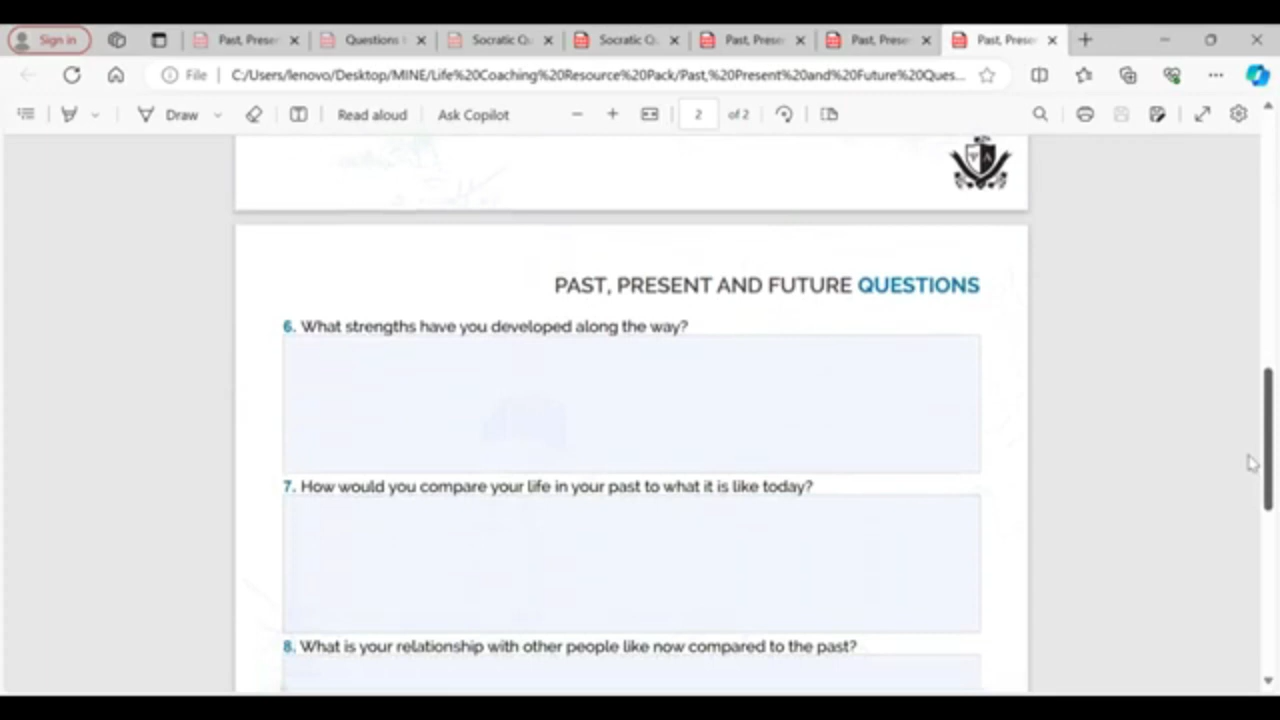 Sign in
Past, Prese
Questions
Socratic Q
Socratic Q
Past, Prese
Past, Prese
Past, Prese
File
C:/Users/lenovo/Desktop/MINE/Life%20Coaching%20Resource%20Pack/Past,%20Present%20and%20Future%20Ques...
Draw
Read aloud
Ask Copilot
2
of 2
PAST, PRESENT AND FUTURE QUESTIONS
6. What strengths have you developed along the way?
7. How would you compare your life in your past to what it is like today?
8. What is your relationship with other people like now compared to the past?